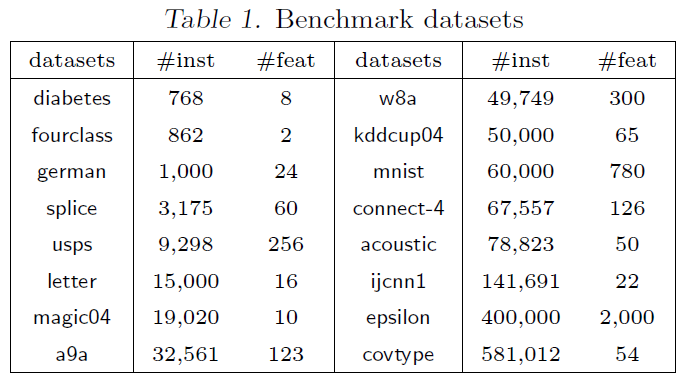 Table 1. Benchmark datasets
datasets #inst #feat datasets #inst #feat
diabetes 768 8 w8a 49,749 300
fourclass 862 2 kddcup04 50,000 65
german 1,000 24 mnist 60,000 780
splice 3,175 60 connect-4 67,557 126
usps 9,298 256 acoustic 78,823 50
letter 15,000 16 ijcnn1 141,691 22
magic04 19,020 10 epsilon 400,000 2,000
a9a 32,561 123 covtype 581,012 54